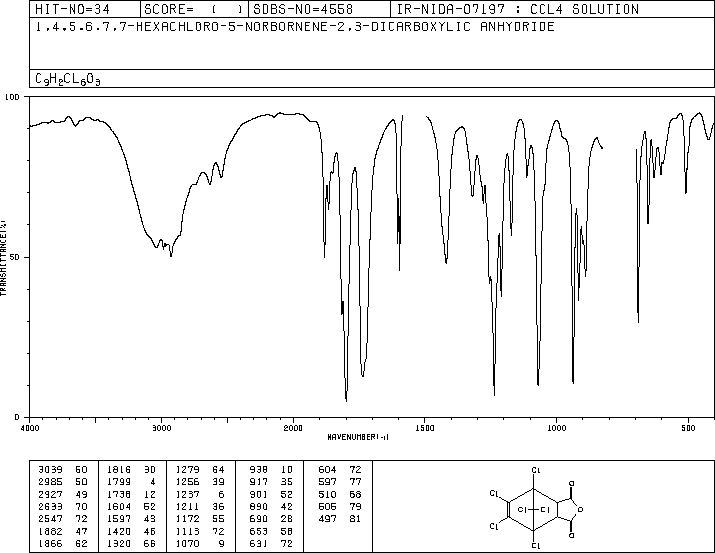 HIT-NO=34 SCORE= ( ) SDBS-NO=4558 IR-NIDA-07197 : CCL4 SOLUTION
1,4,5,6,7,7-HEXACHLORO-5-NORBORNENE-2,3-DICARBOXYLIC ANHYDRIDE
C9H2CL6O3
100
50
0
TRANSMITTANCE(%)
4000 3000 2000 1500 1000 500
WAVENUMBER(-1)
3039 60 1816 30 1279 64 938 10 604 72
2985 50 1799 4 1256 39 917 35 597 77
2927 49 1738 12 1237 6 901 52 510 68
2633 70 1604 52 1211 36 890 42 506 79
2547 72 1597 43 1172 55 690 28 497 81
1882 47 1420 46 1113 72 653 58
1866 62 1320 66 1070 9 631 72
Cl
Cl
O
Cl Cl
O
Cl
O
Cl